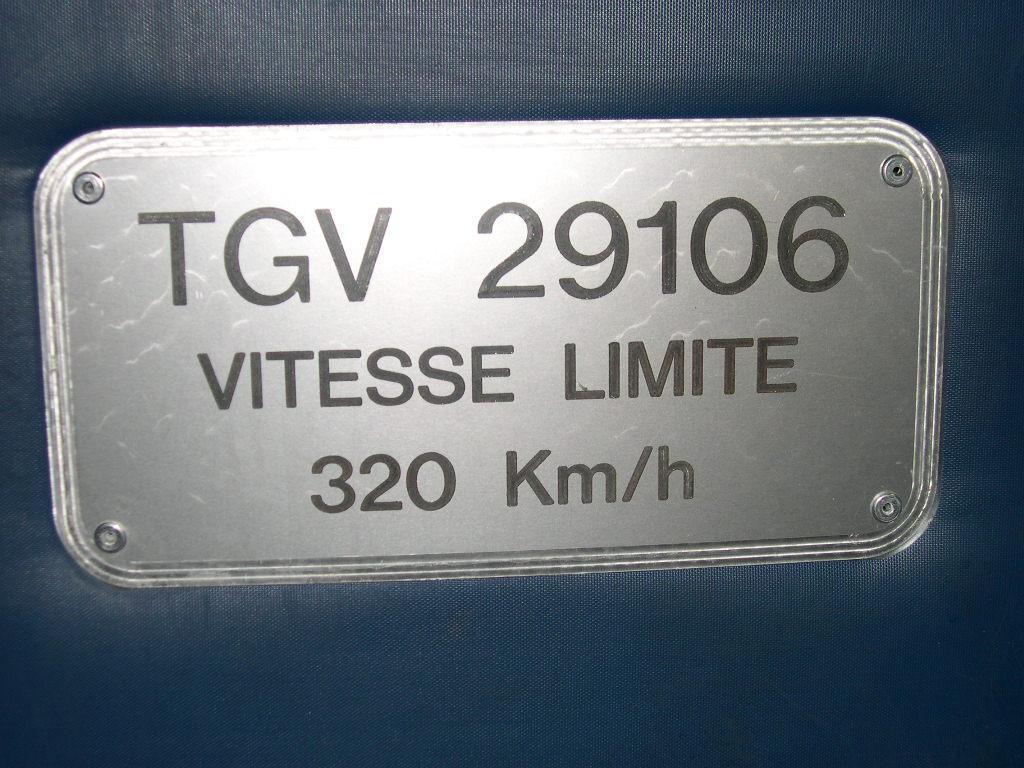 TGV 29106
VITESSE LIMITE
320 Km/h